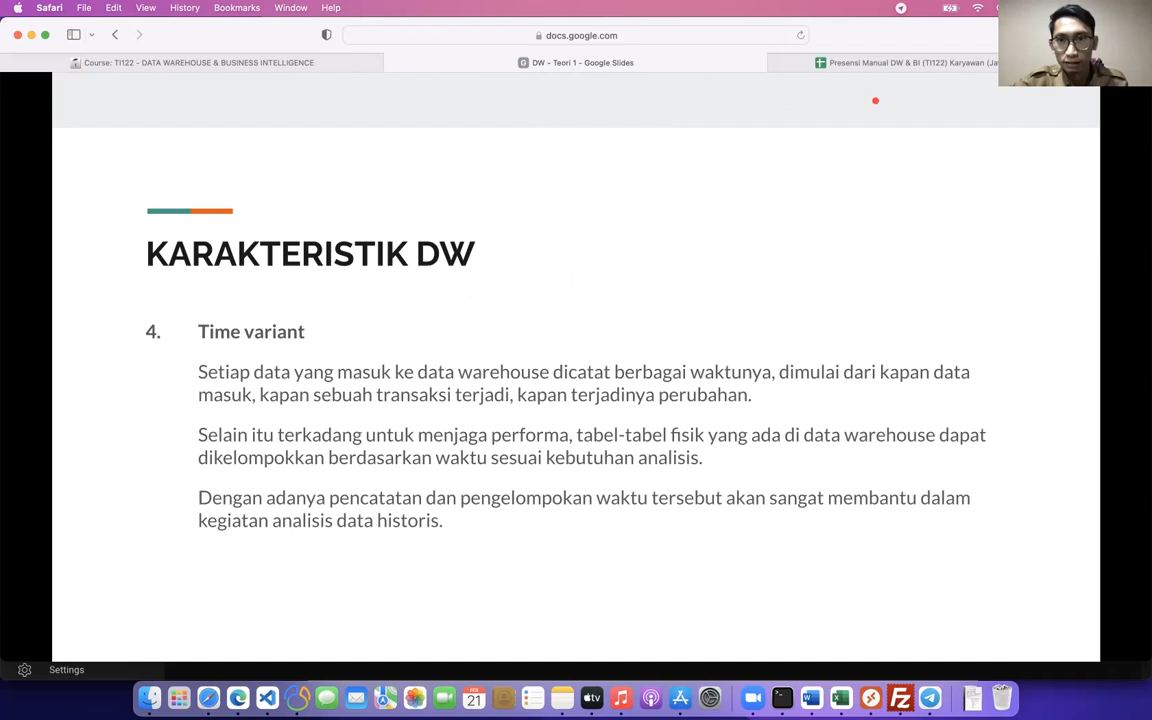 Safari File Edit View History Bookmarks Window Help
docs.google.com
Course: TI122 - DATA WAREHOUSE & BUSINESS INTELLIGENCE
DW - Teori 1 - Google Slides
Presensi Manual DW & BI (TI122) Karyawan (Ja
KARAKTERISTIK DW
4. Time variant
Setiap data yang masuk ke data warehouse dicatat berbagai waktunya, dimulai dari kapan data
masuk, kapan sebuah transaksi terjadi, kapan terjadinya perubahan.
Selain itu terkadang untuk menjaga performa, tabel-tabel fisik yang ada di data warehouse dapat
dikelompokkan berdasarkan waktu sesuai kebutuhan analisis.
Dengan adanya pencatatan dan pengelompokan waktu tersebut akan sangat membantu dalam
kegiatan analisis data historis.
Settings
21
tv